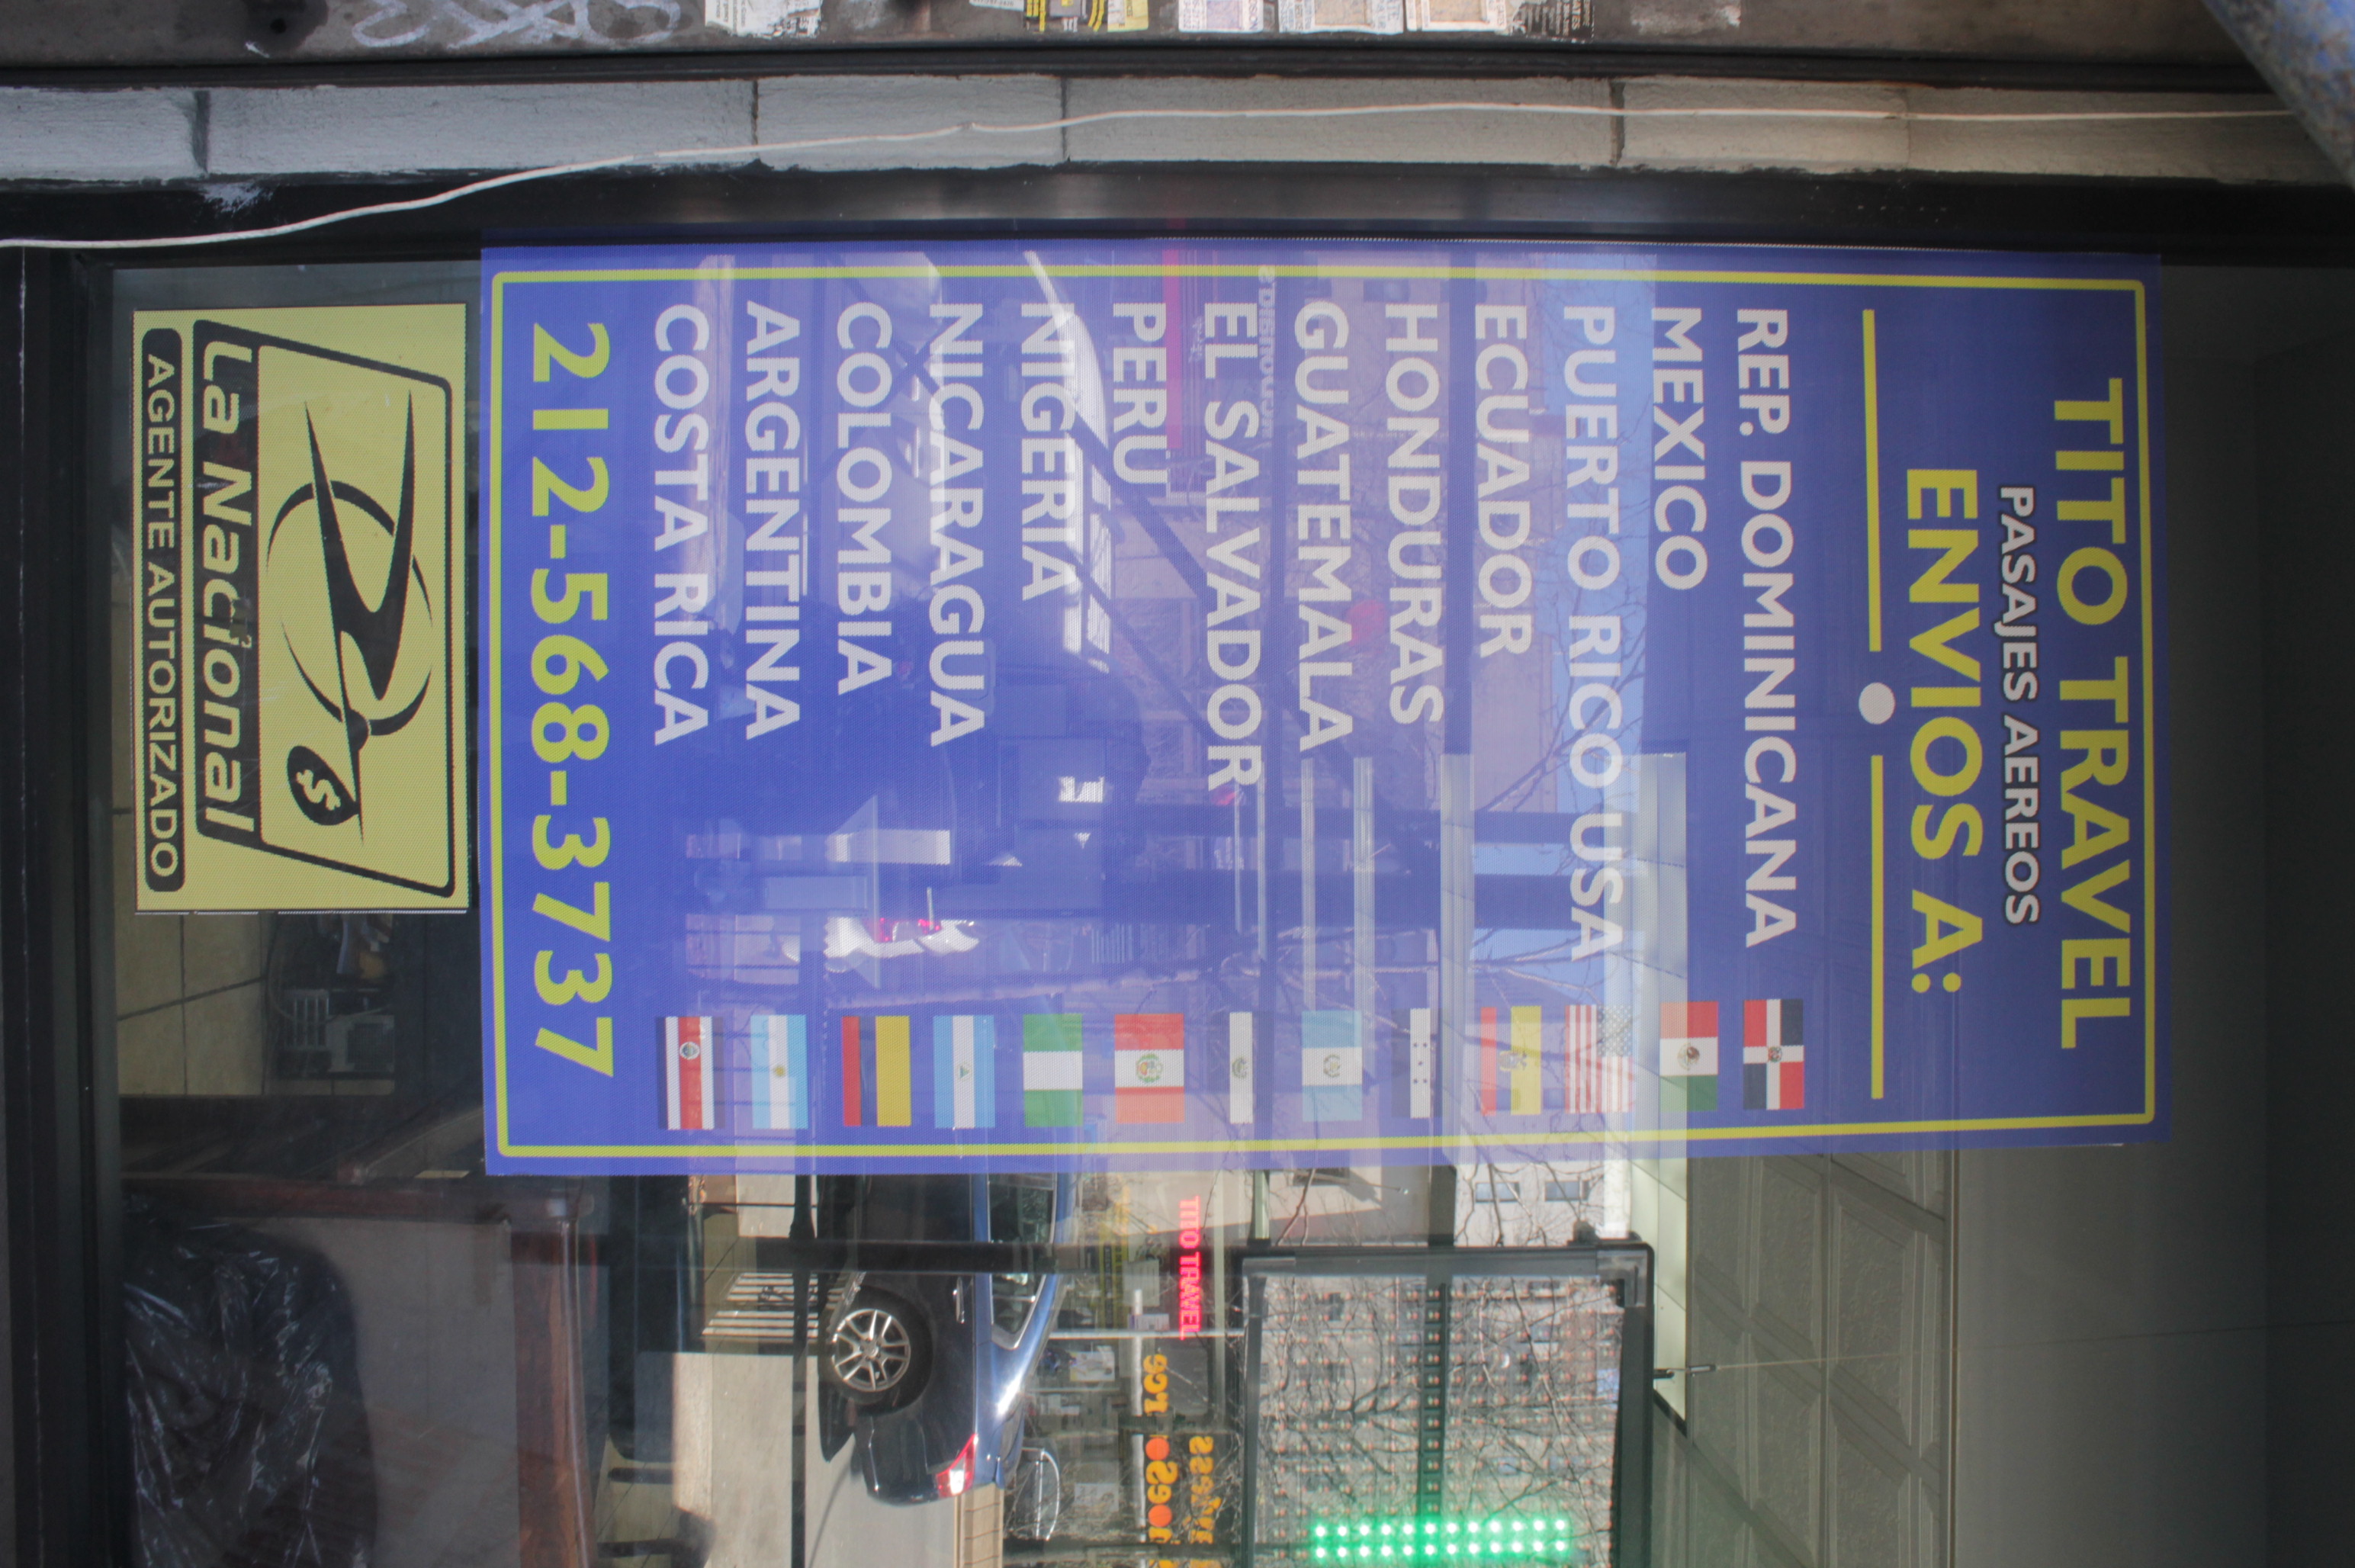 TITO TRAVEL
PASAJES AEREOS
ENVIOS A:
REP. DOMINICANA
MEXICO
PUERTO RICO USA
ECUADOR
HONDURAS
GUATEMALA
EL SALVADOR
PERU
NIGERIA
NICARAGUA
COLOMBIA
ARGENTINA
COSTA RICA
212-568-3737
$
La Nacional
AGENTE AUTORIZADO
TITO TRAVEL
McDonald's